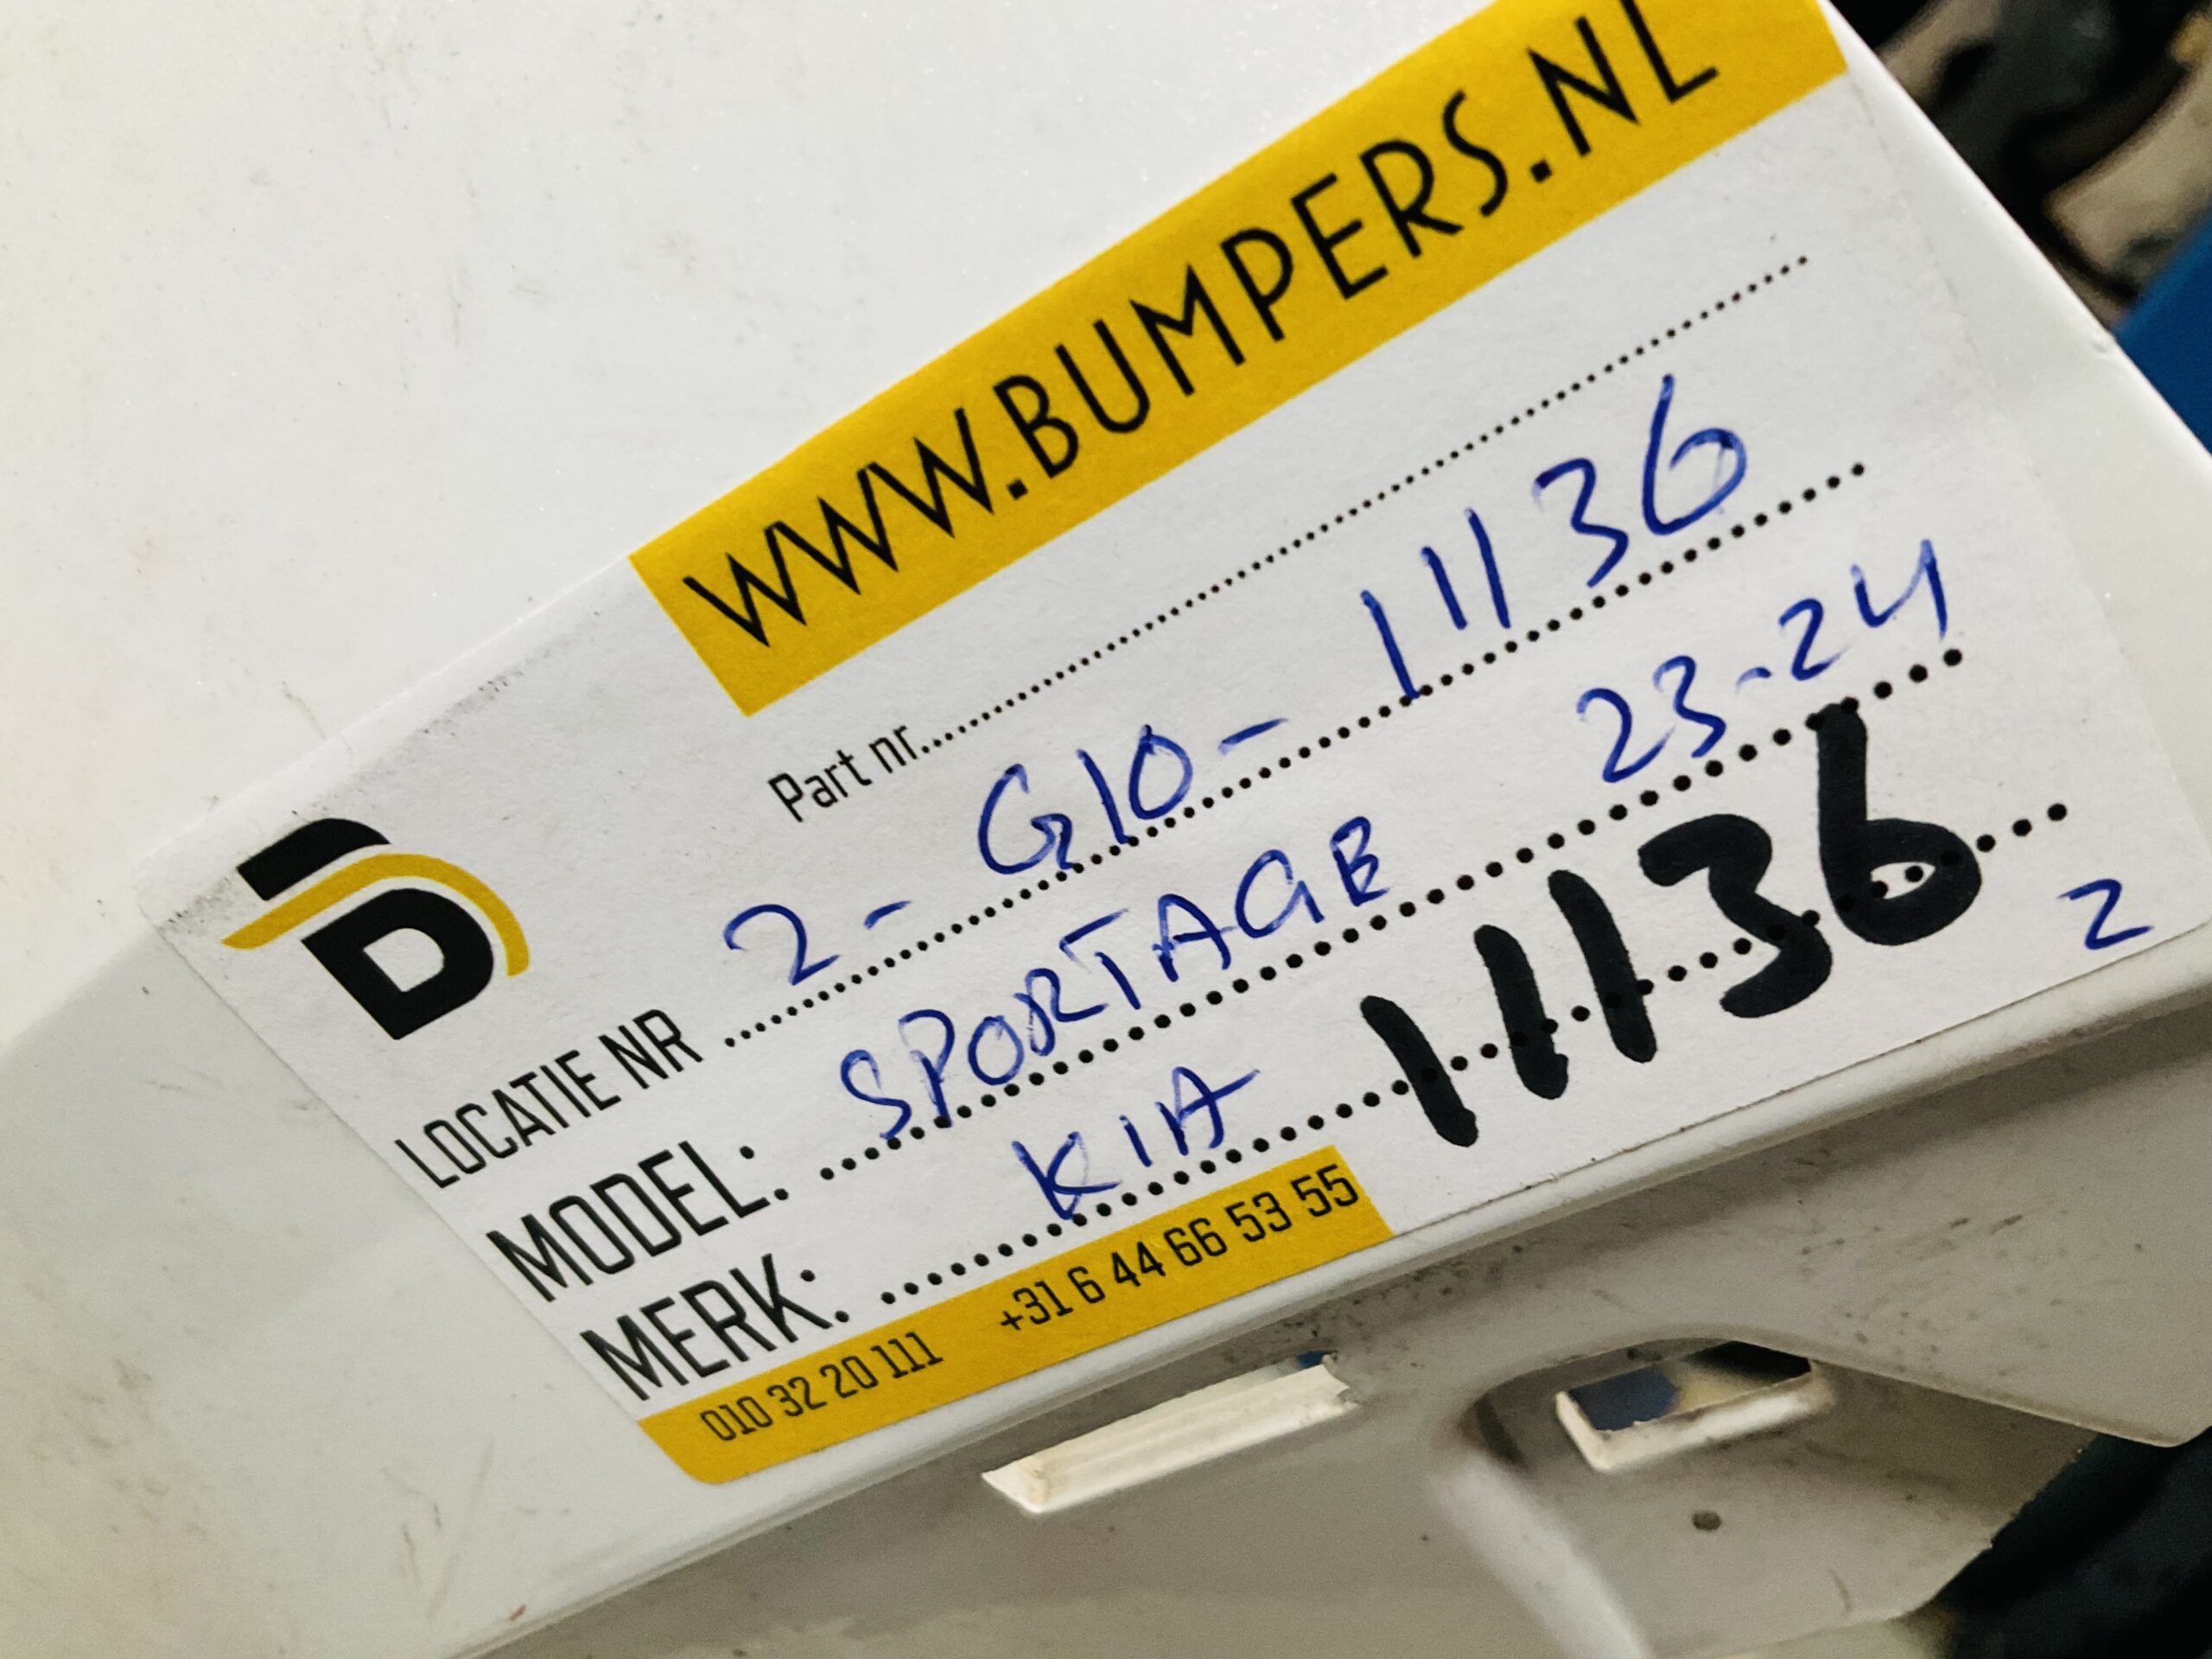 WWW.BUMPERS.NL
Part nr.
LOCATIE NR 2 - G10 - 11136
MODEL: SPORTAGE 23-24
MERK: KIA 11136
2
010 32 20 111 +31 6 44 66 53 55